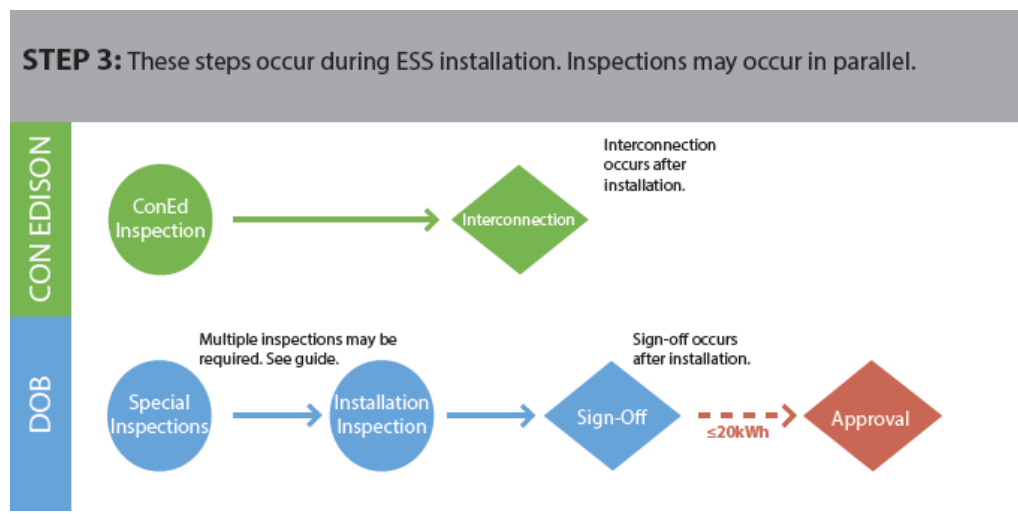 STEP 3: These steps occur during ESS installation. Inspections may occur in parallel.
CON EDISON
ConEd
Inspection
Interconnection
Interconnection
occurs after
installation.
DOB
Multiple inspections may be
required. See guide.
Special
Inspections
Installation
Inspection
Sign-off occurs
after installation.
Sign-Off
≤20kWh
Approval